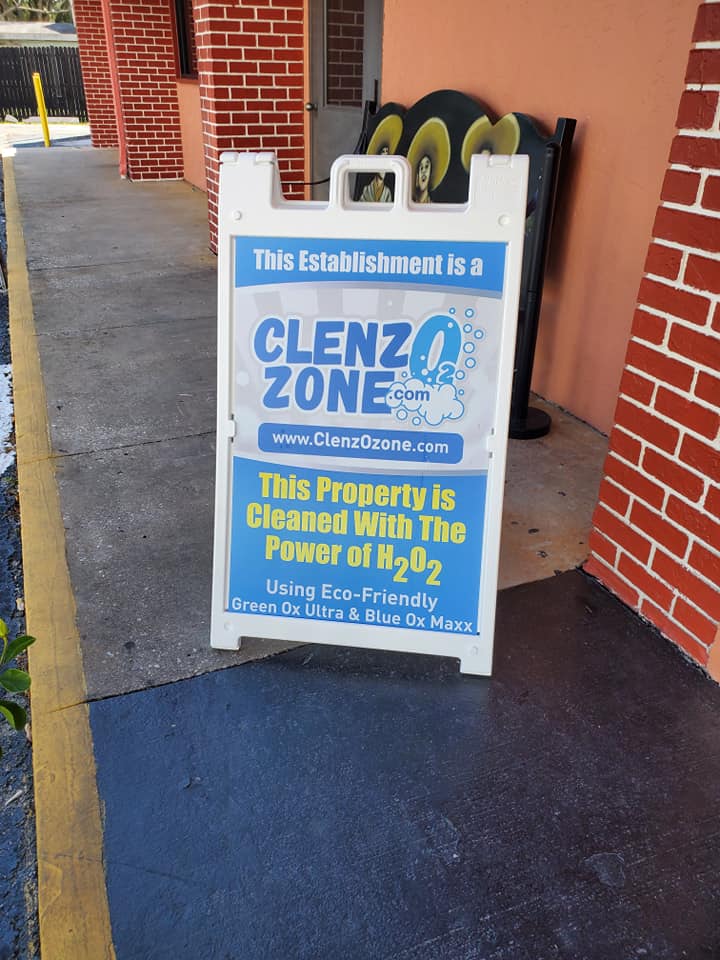 This Establishment is a
CLENZO2
ZONE.com
www.ClenzOzone.com
This Property is
Cleaned With The
Power of H2O2
Using Eco-Friendly
Green Ox Ultra & Blue Ox Maxx